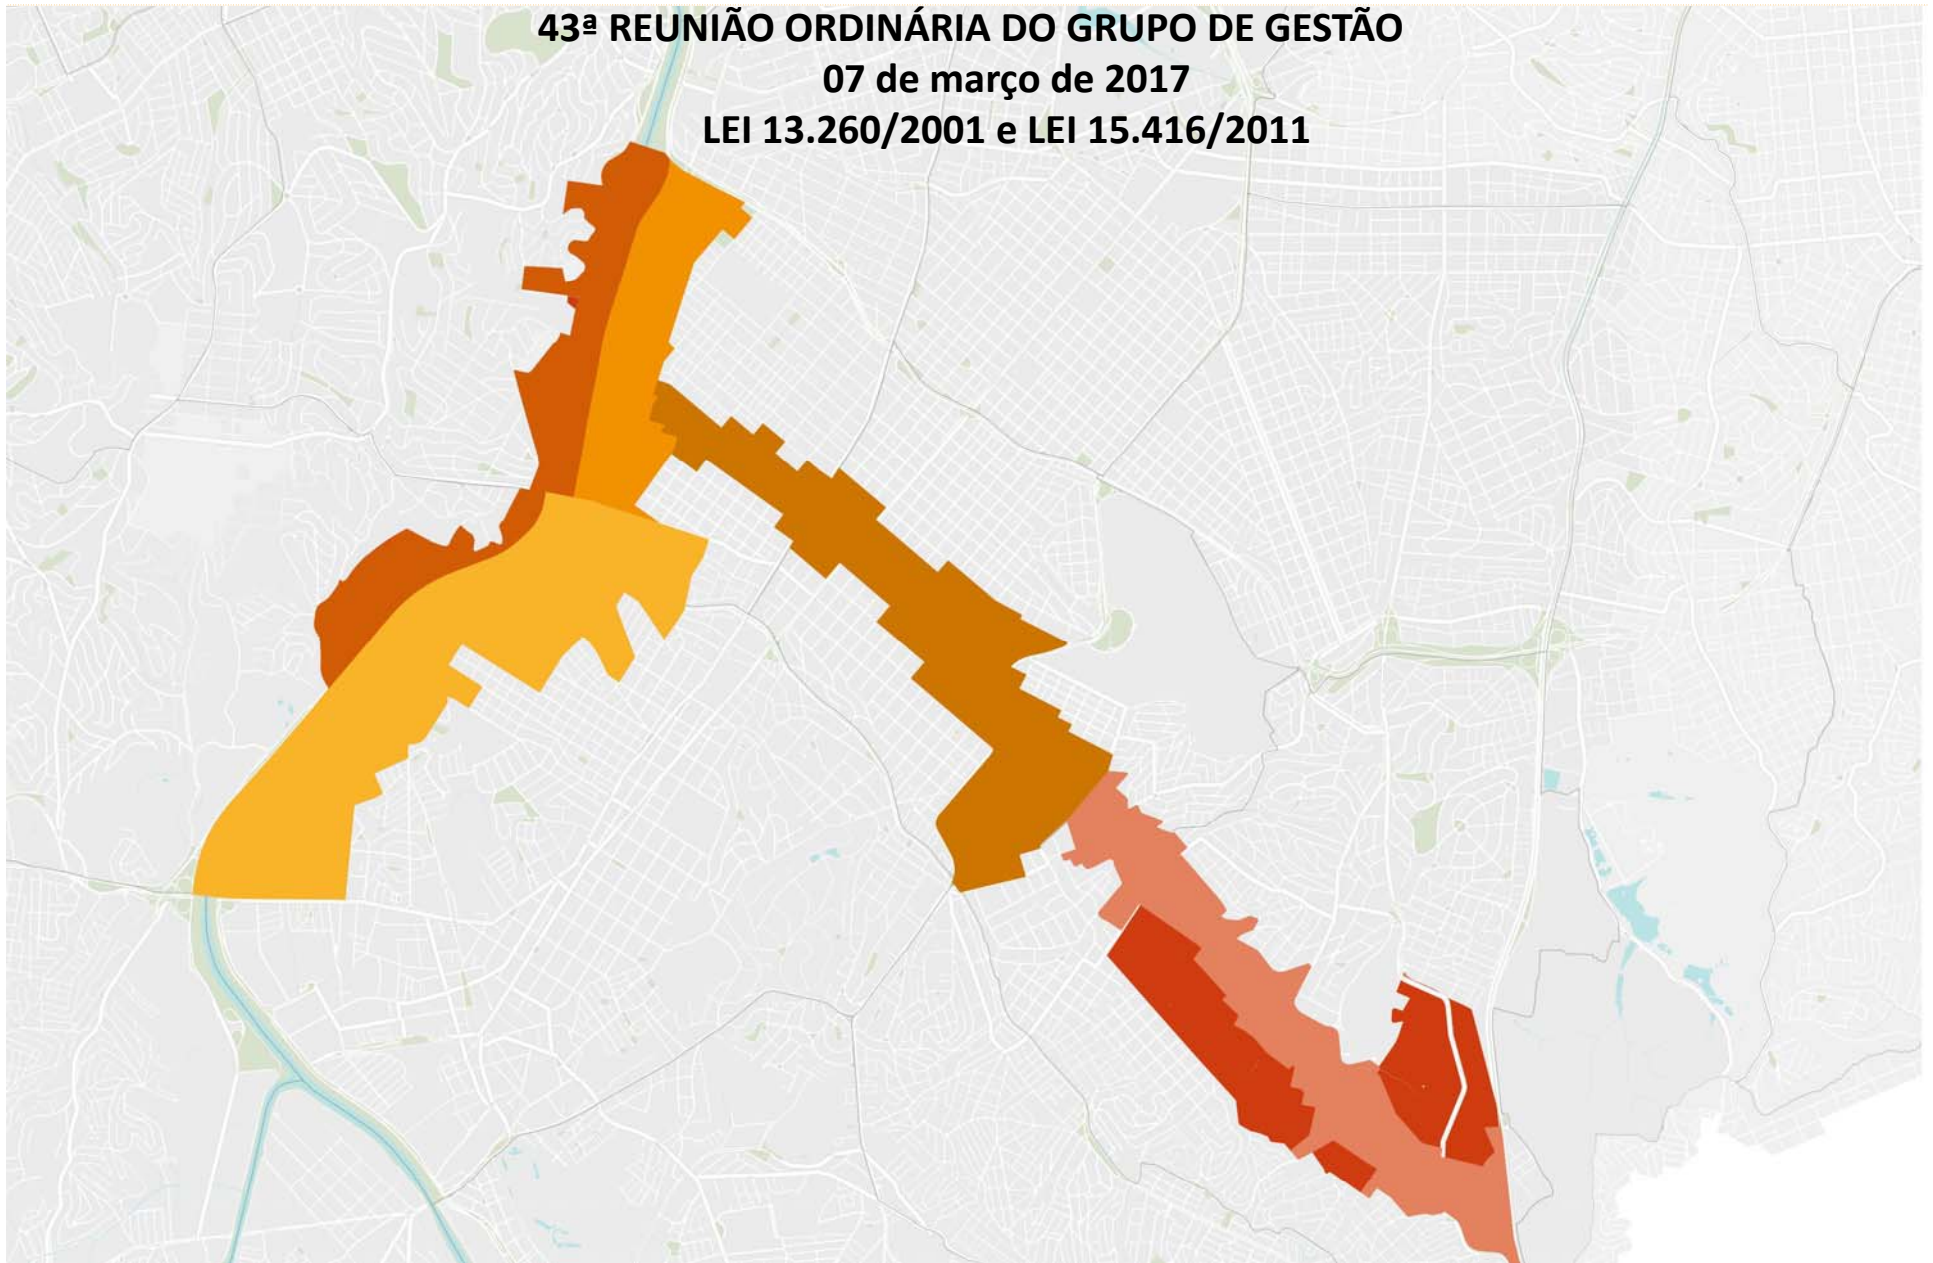 43ª REUNIÃO ORDINÁRIA DO GRUPO DE GESTÃO
07 de março de 2017
LEI 13.260/2001 e LEI 15.416/2011